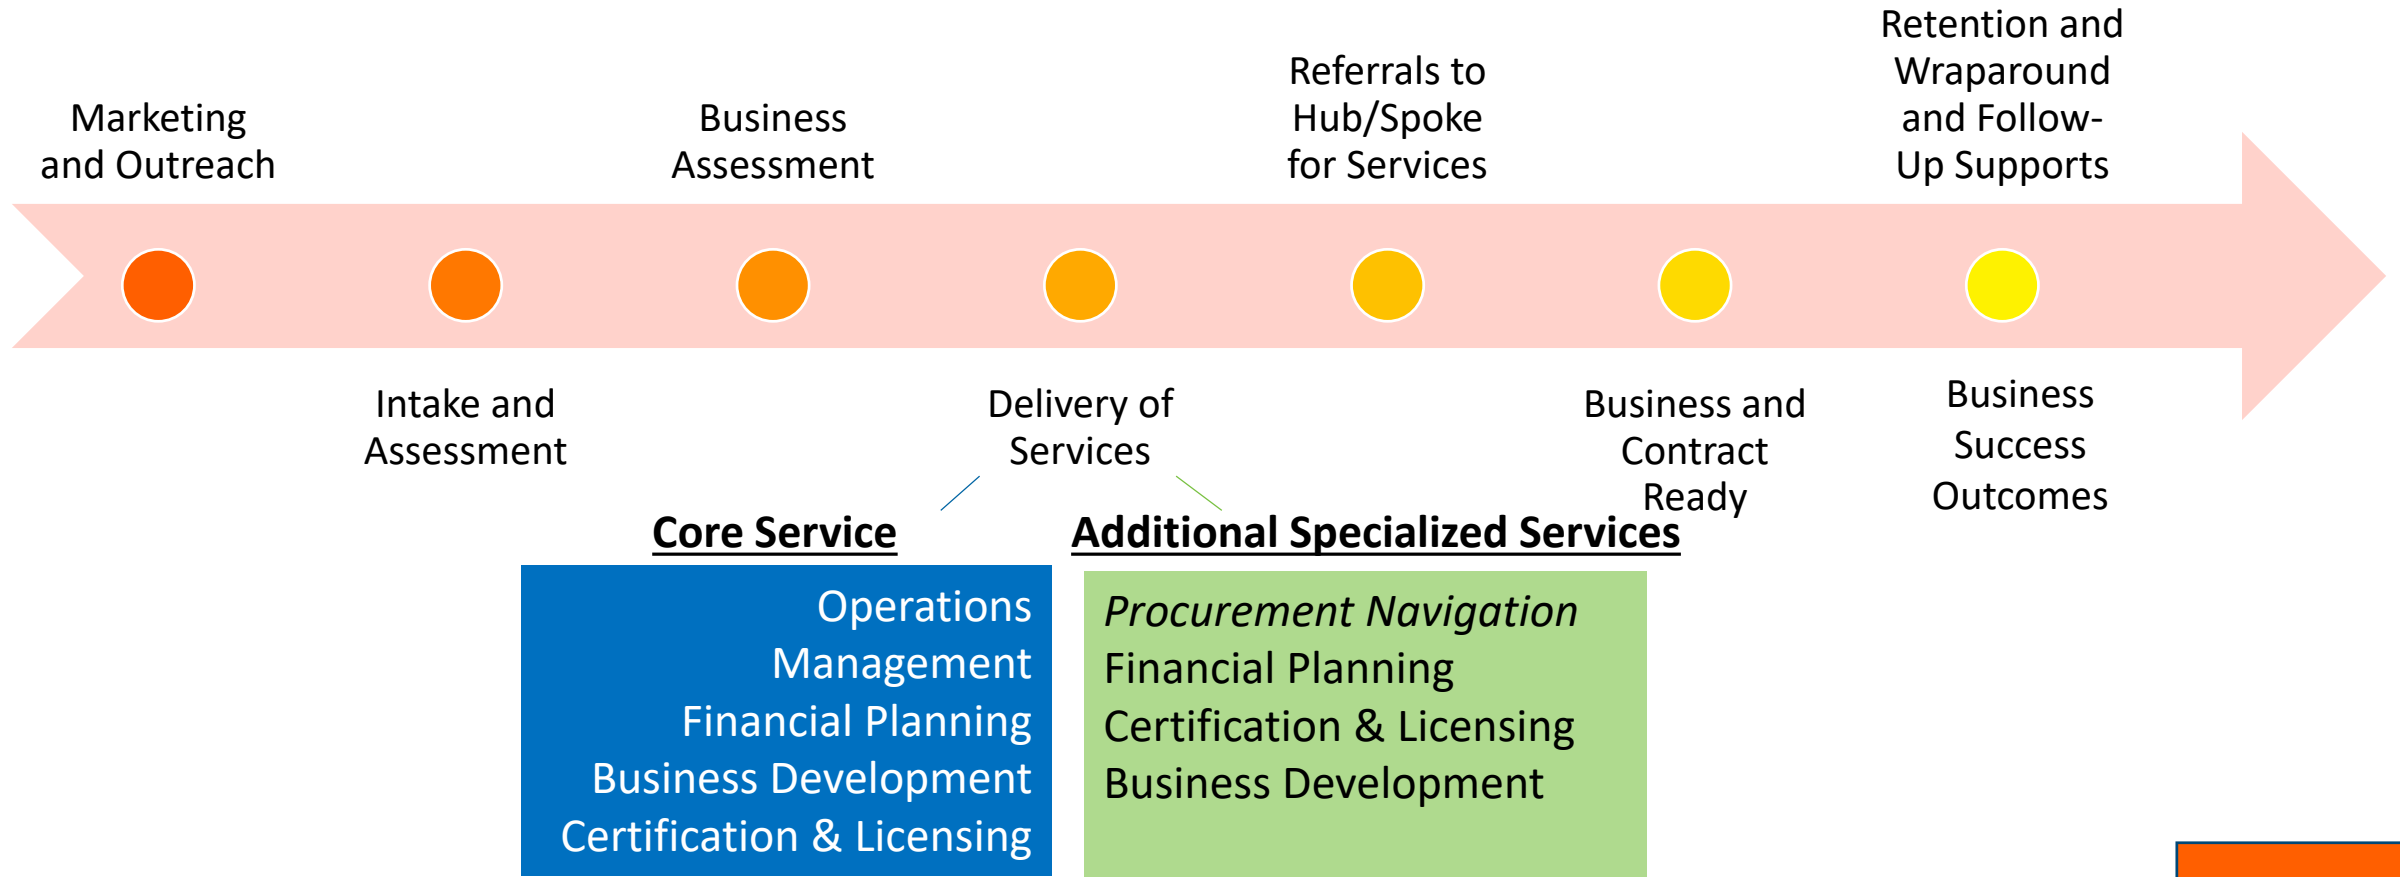 Marketing
and Outreach
Intake and
Assessment
Business
Assessment
Delivery of
Services
Referrals to
Hub/Spoke
for Services
Business and
Contract
Ready
Retention and
Wraparound
and Follow-
Up Supports
Business
Success
Outcomes
Core Service
Operations
Management
Financial Planning
Business Development
Certification & Licensing
Additional Specialized Services
Procurement Navigation
Financial Planning
Certification & Licensing
Business Development